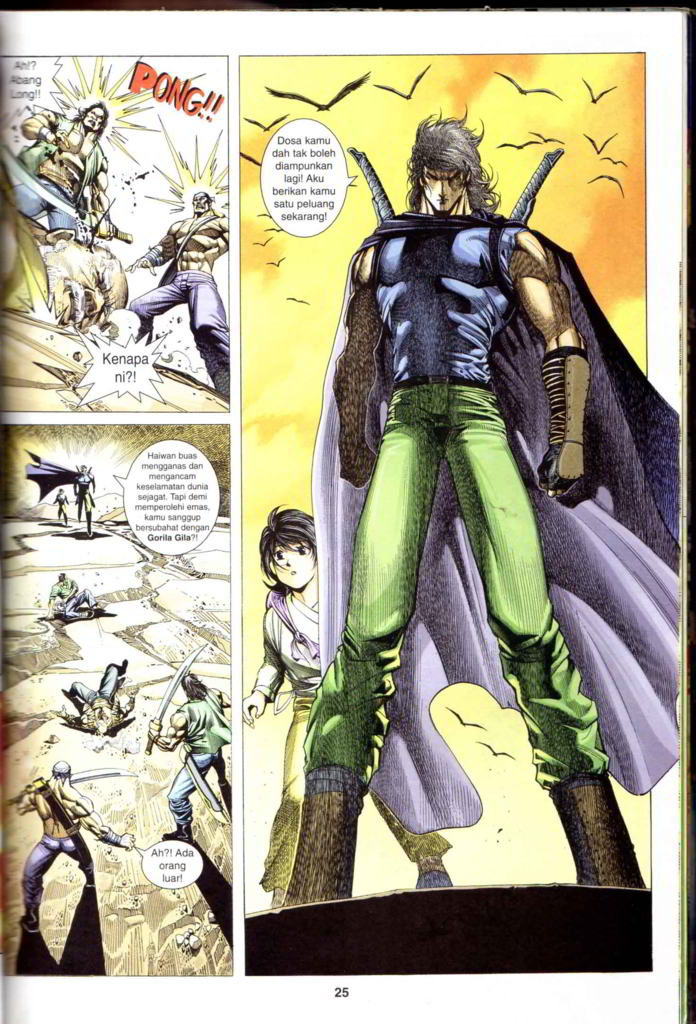 Ah!?
Abang
Long!!
PONG!!
Kenapa
ni?!
Haiwan buas
mengganas dan
mengancam
keselamatan dunia
sejagat. Tapi demi
memperolehi emas,
kamu sanggup
bersubahat dengan
Gorila Gila?!
Ah?! Ada
orang
luar!
Dosa kamu
dah tak boleh
diampunkan
lagi! Aku
berikan kamu
satu peluang
sekarang!
25